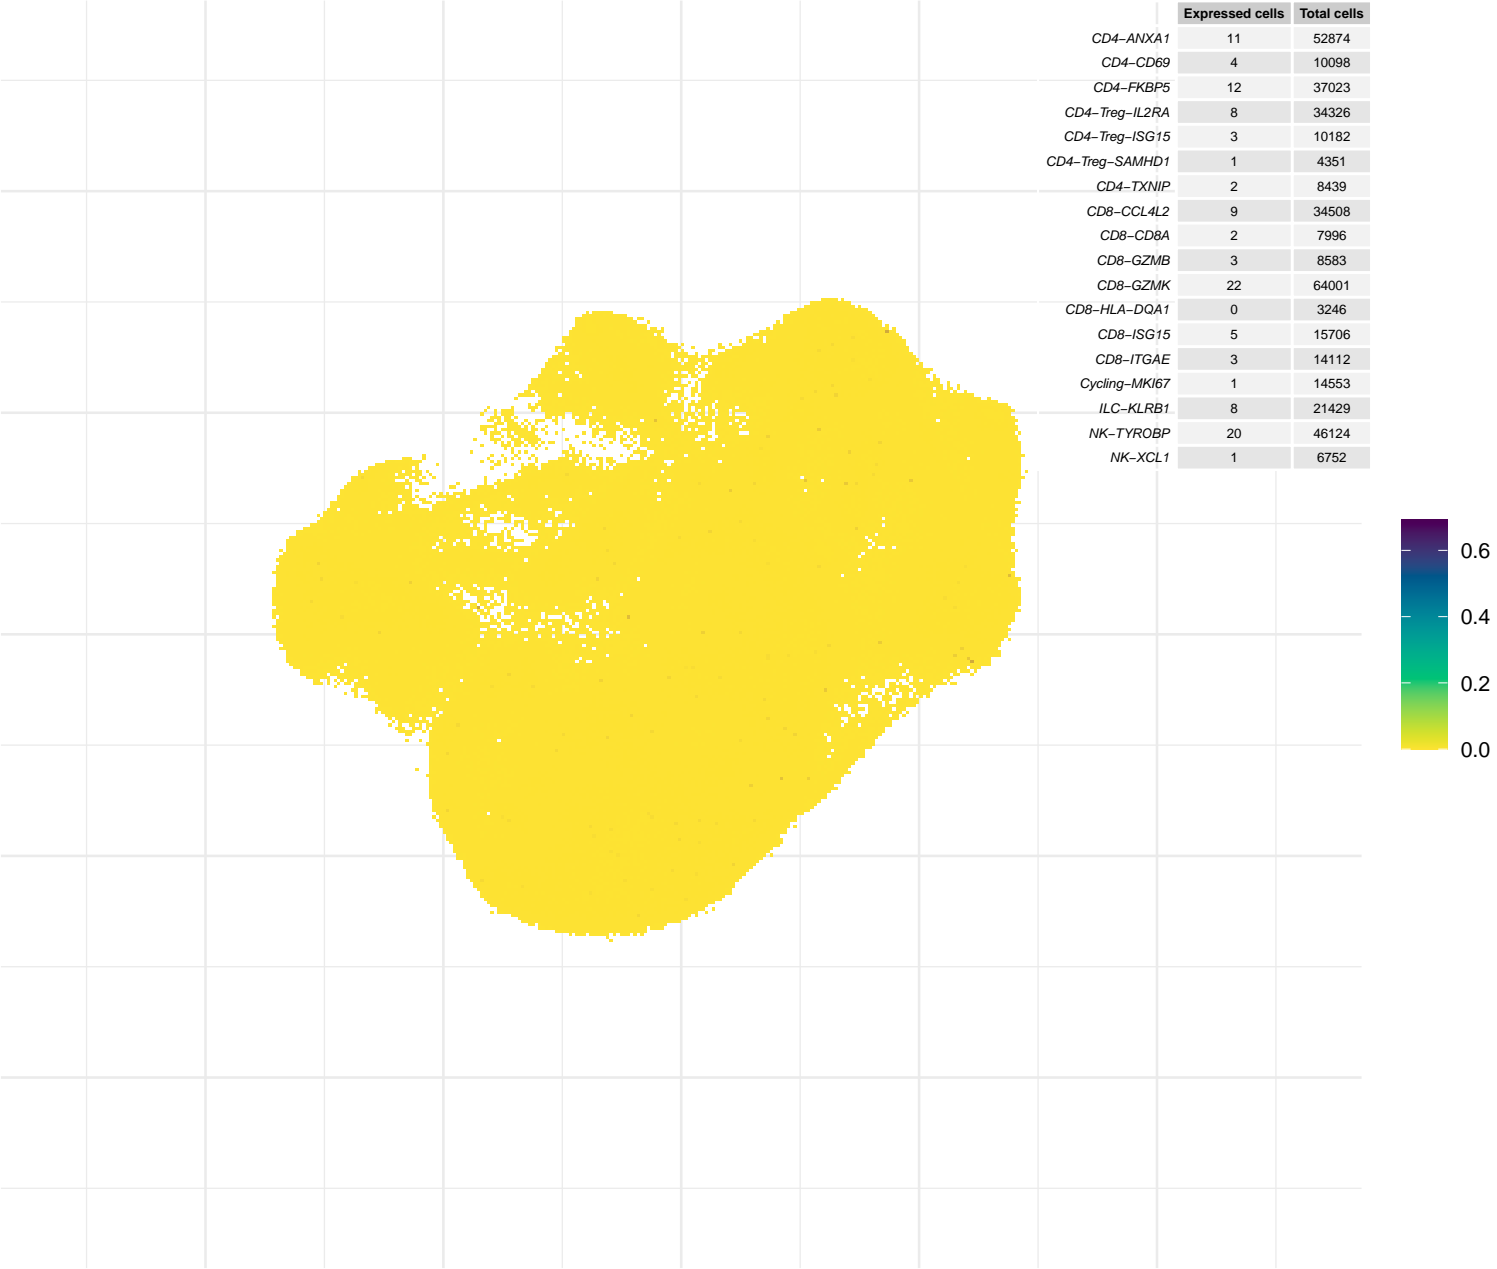 Expressed cells Total cells
CD4−ANXA1 11 52874
CD4−CD69 4 10098
CD4−FKBP5 12 37023
CD4−Treg−IL2RA 8 34326
CD4−Treg−ISG15 3 10182
CD4−Treg−SAMHD1 1 4351
CD4−TXNIP 2 8439
CD8−CCL4L2 9 34508
CD8−CD8A 2 7996
CD8−GZMB 3 8583
CD8−GZMK 22 64001
CD8−HLA−DQA1 0 3246
CD8−ISG15 5 15706
CD8−ITGAE 3 14112
Cycling−MKI67 1 14553
ILC−KLRB1 8 21429
NK−TYROBP 20 46124
NK−XCL1 1 6752
0.6
0.4
0.2
0.0